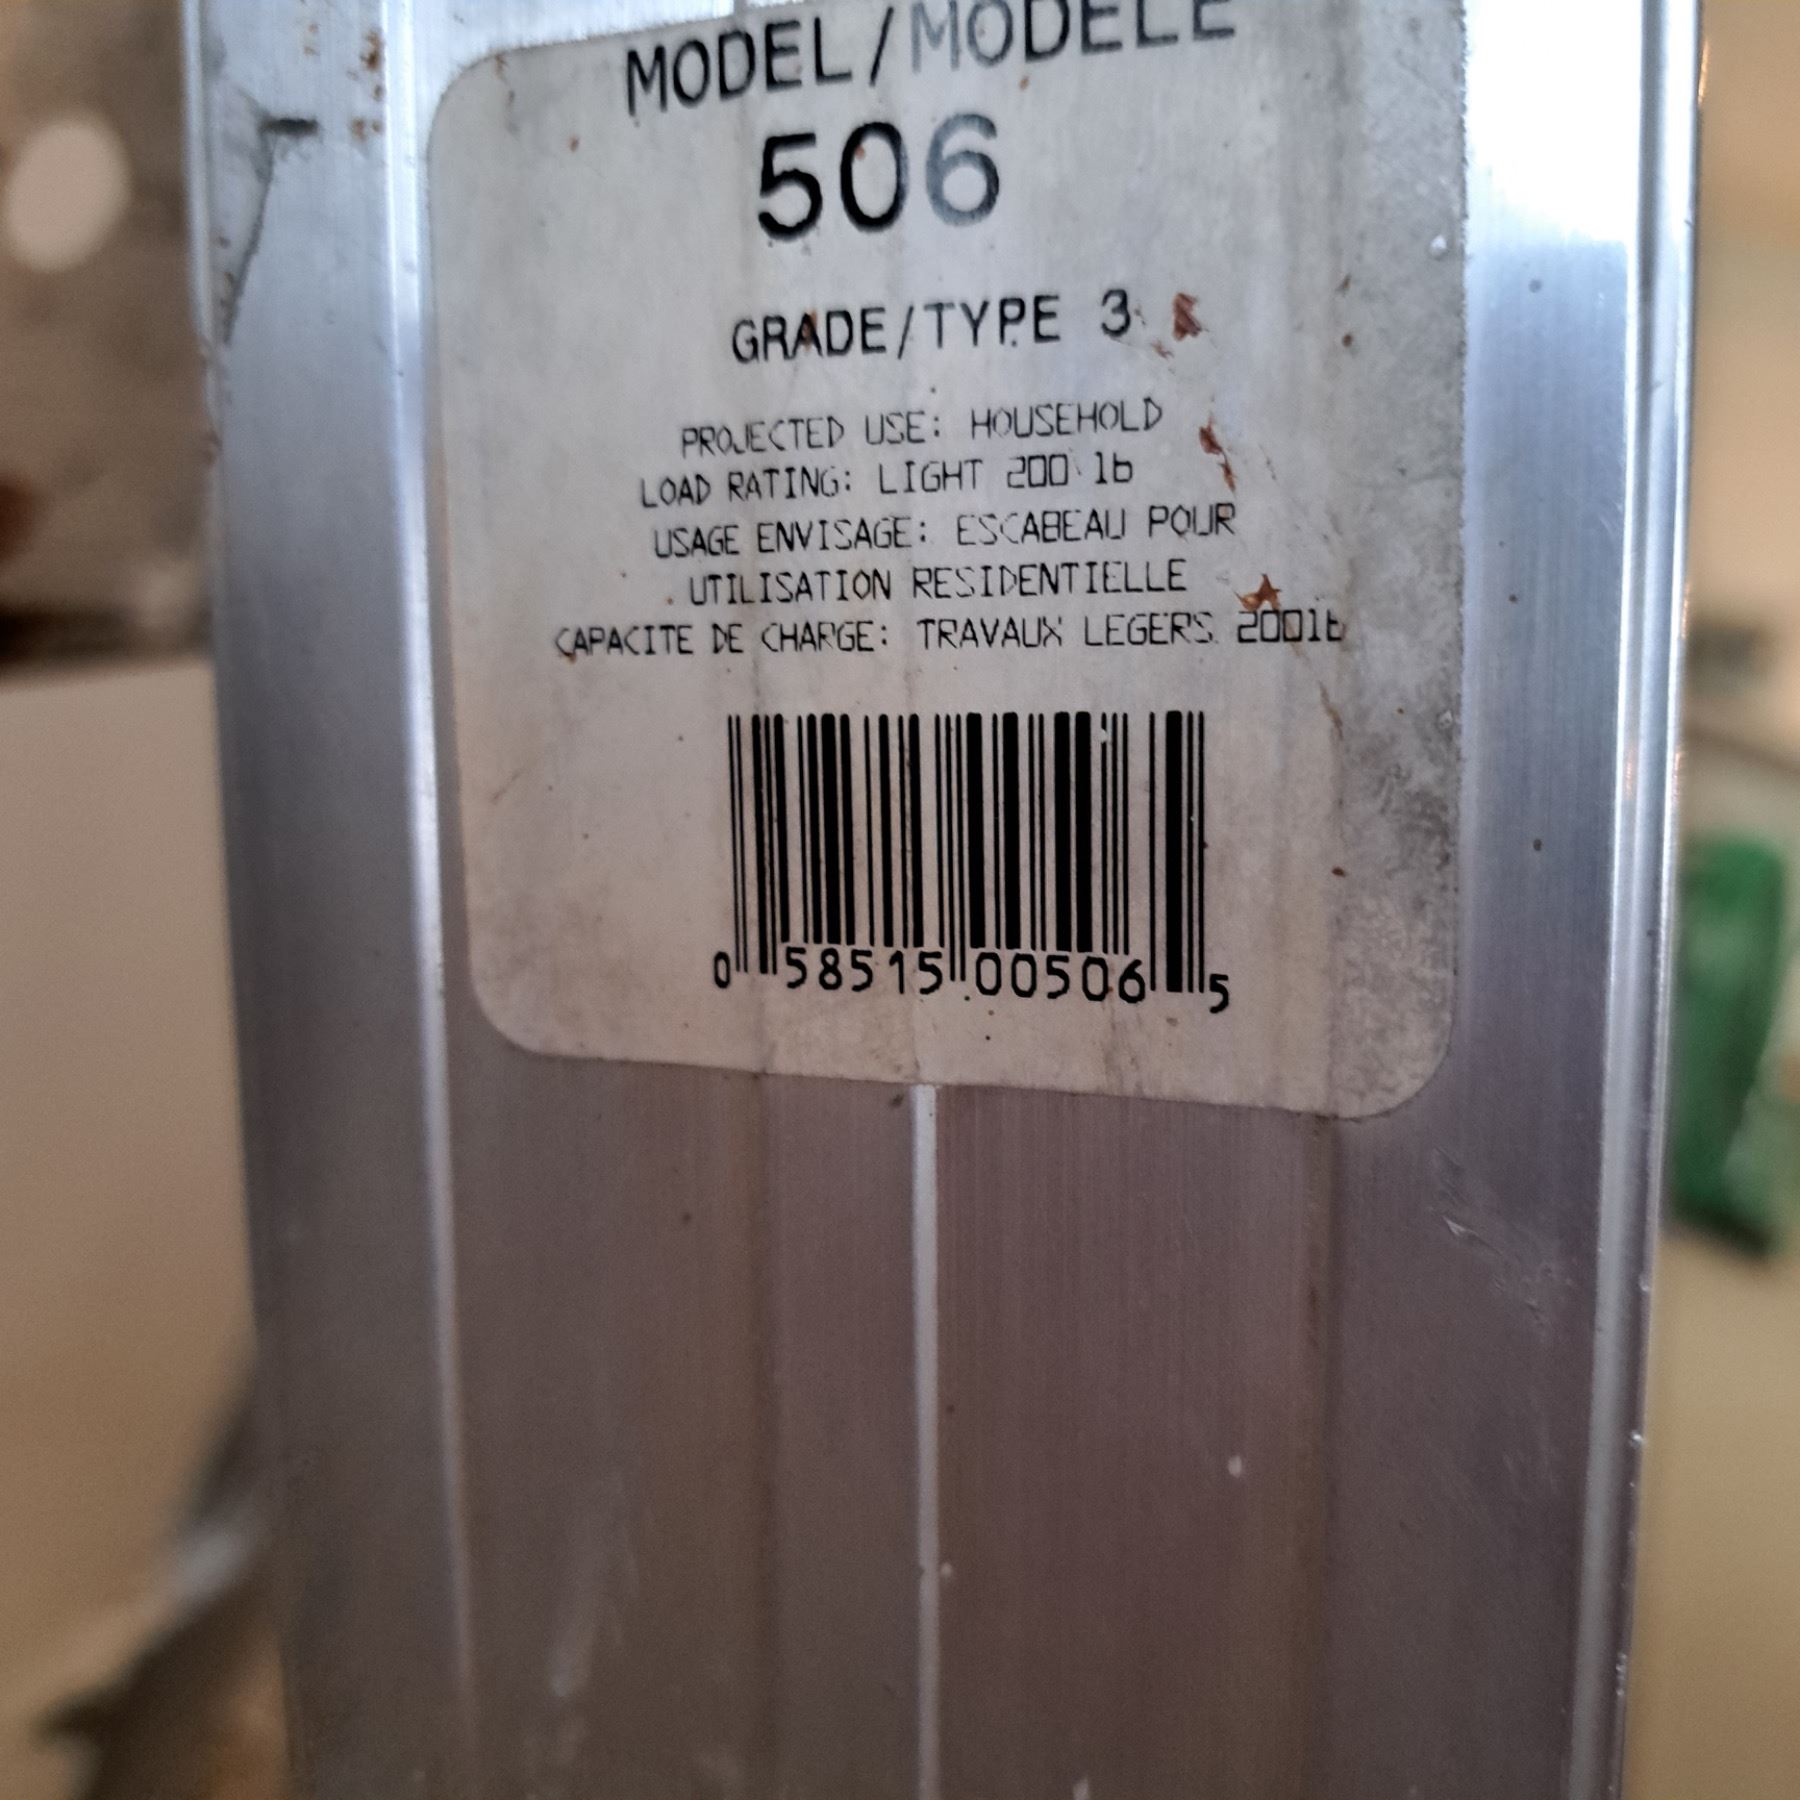 MODEL/MODELE
506
GRADE/TYPE 3
PROJECTED USE: HOUSEHOLD
LOAD RATING: LIGHT 200 lb
USAGE ENVISAGE: ESCABEAU POUR
UTILISATION RESIDENTIELLE
CAPACITE DE CHARGE: TRAVAUX LEGERS 200lb
0 58515 00506 5